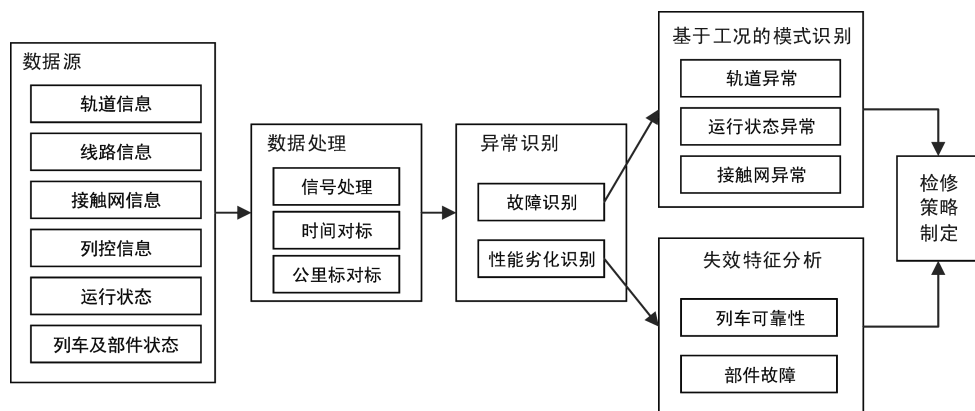 数据源
轨道信息
线路信息
接触网信息
列控信息
运行状态
列车及部件状态
数据处理
信号处理
时间对标
公里标对标
异常识别
故障识别
性能劣化识别
基于工况的模式识别
轨道异常
运行状态异常
接触网异常
失效特征分析
列车可靠性
部件故障
检修
策略
制定